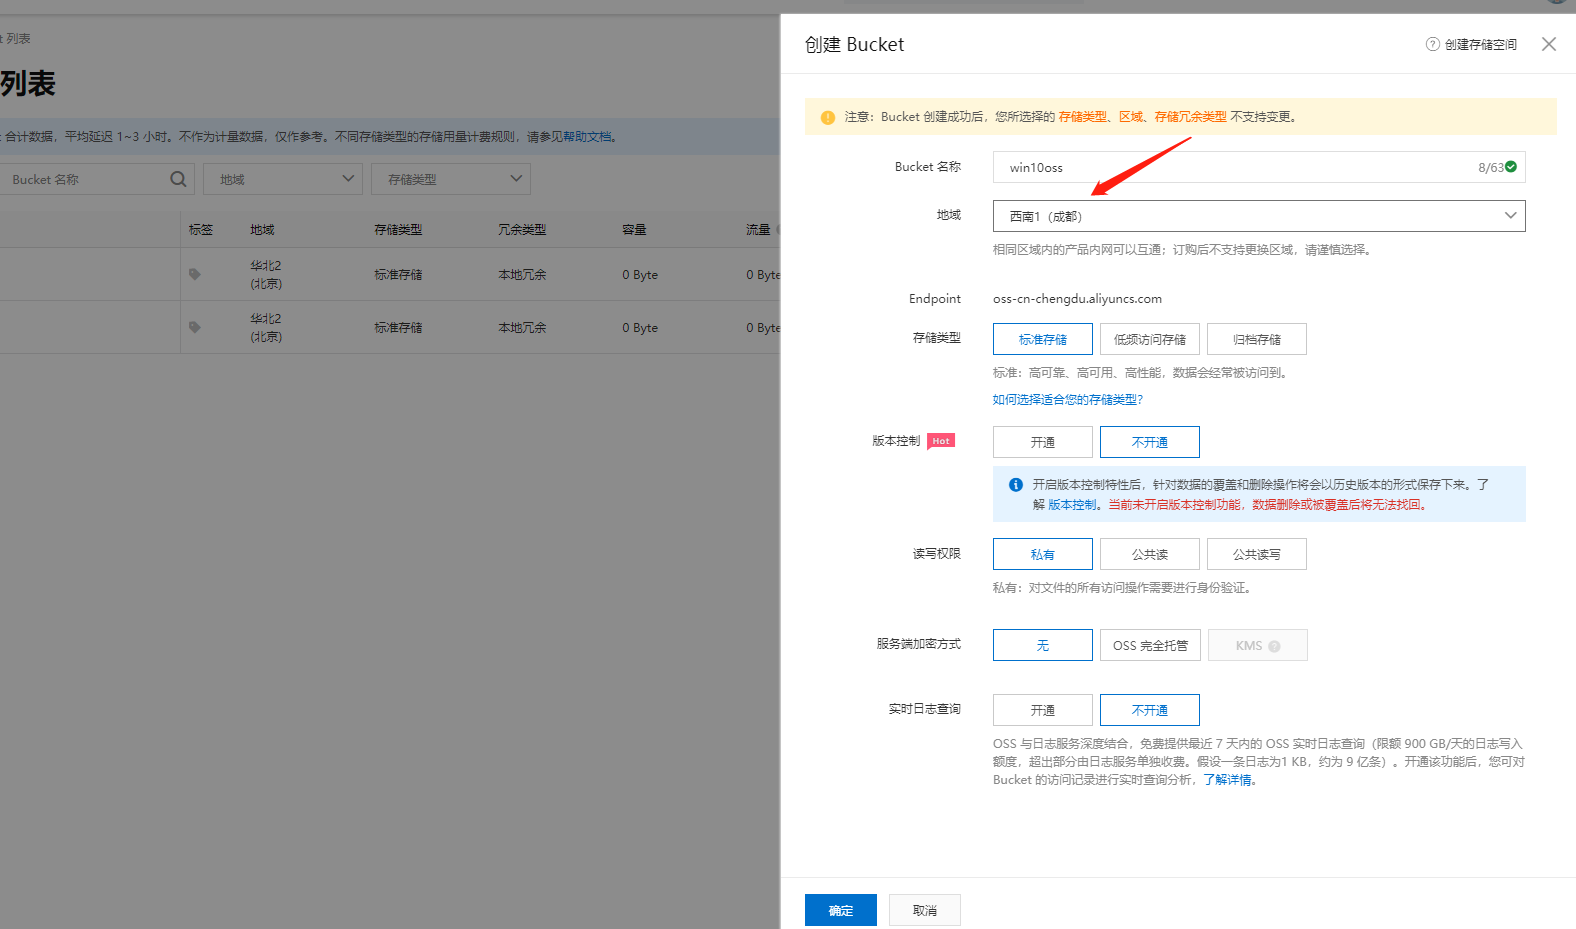 t 列表
列表
合计数据，平均延迟 1~3 小时。不作为计量数据，仅作参考。不同存储类型的存储用量计费规则，请参见帮助文档。
Bucket 名称
地域
存储类型
标签 地域 存储类型 冗余类型 容量 流量
华北2
(北京)
标准存储 本地冗余 0 Byte 0 Byte
华北2
(北京)
标准存储 本地冗余 0 Byte 0 Byte
创建 Bucket
创建存储空间
注意：Bucket 创建成功后，您所选择的 存储类型、区域、存储冗余类型 不支持变更。
Bucket 名称
win10oss
8/63
地域
西南1（成都）
相同区域内的产品内网可以互通；订购后不支持更换区域，请谨慎选择。
Endpoint
oss-cn-chengdu.aliyuncs.com
存储类型
标准存储 低频访问存储 归档存储
标准：高可靠、高可用、高性能，数据会经常被访问到。
如何选择适合您的存储类型？
版本控制 Hot
开通 不开通
开启版本控制特性后，针对数据的覆盖和删除操作将会以历史版本的形式保存下来。了
解 版本控制。当前未开启版本控制功能，数据删除或被覆盖后将无法找回。
读写权限
私有 公共读 公共读写
私有：对文件的所有访问操作需要进行身份验证。
服务端加密方式
无 OSS 完全托管 KMS
实时日志查询
开通 不开通
OSS 与日志服务深度结合，免费提供最近 7 天内的 OSS 实时日志查询（限额 900 GB/天的日志写入
额度，超出部分由日志服务单独收费。假设一条日志为1 KB，约为 9 亿条）。开通该功能后，您可对
Bucket 的访问记录进行实时查询分析，了解详情。
确定 取消